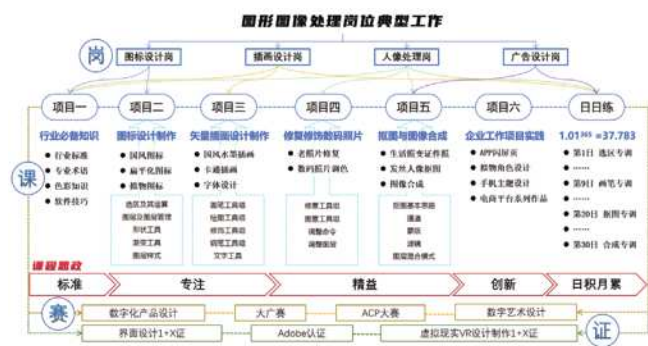 图形图像处理岗位典型工作
岗
图标设计岗
插画设计岗
人像处理岗
广告设计岗
项目一
项目二
项目三
项目四
项目五
项目六
日日练
行业必备知识
图标设计制作
矢量插画设计制作
修复修饰数码照片
抠图与图像合成
企业工作项目实践
1.01³⁶⁵ =37.783
课
• 行业标准
• 专业术语
• 色彩知识
• 软件技巧
• 国风图标
• 扁平化图标
• 拟物图标
选区及其运算
图层及图层管理
形状工具
渐变工具
图层样式
• 国风水墨插画
• 卡通插画
• 字体设计
画笔工具组
绘图工具组
修饰工具组
钢笔工具组
文字工具
• 老照片修复
• 数码照片调色
修复工具组
图章工具组
调整命令
调整图层
• 生活照变证件照
• 发丝人像抠图
• 图像合成
抠图基本思路
通道
蒙版
滤镜
图层混合模式
• APP闪屏页
• 拟物角色设计
• 手机主题设计
• 电商平台系列作品
• 第1日 选区专训
• ……
• 第9日 画笔专训
• ……
• 第20日 抠图专训
• ……
• 第30日 合成专训
课程思政
标准
专注
精益
创新
日积月累
赛
数字化产品设计
大广赛
ACP大赛
数字艺术设计
界面设计1+X证
Adobe认证
虚拟现实VR设计制作1+X证
证